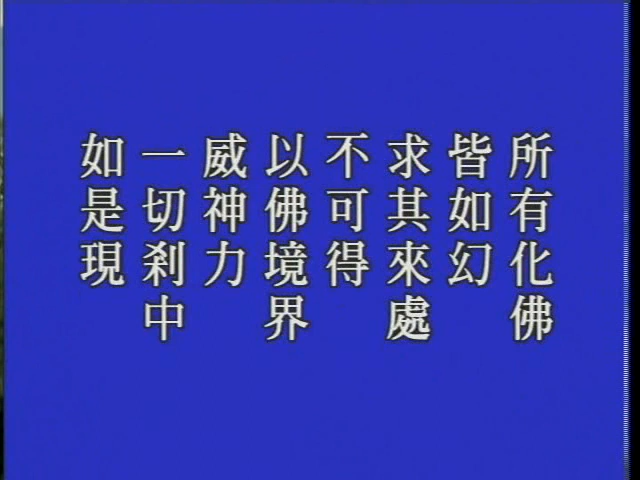 所有化佛
皆如幻
求其來處
不可得
以佛境界
威神力
一切刹中
如是現